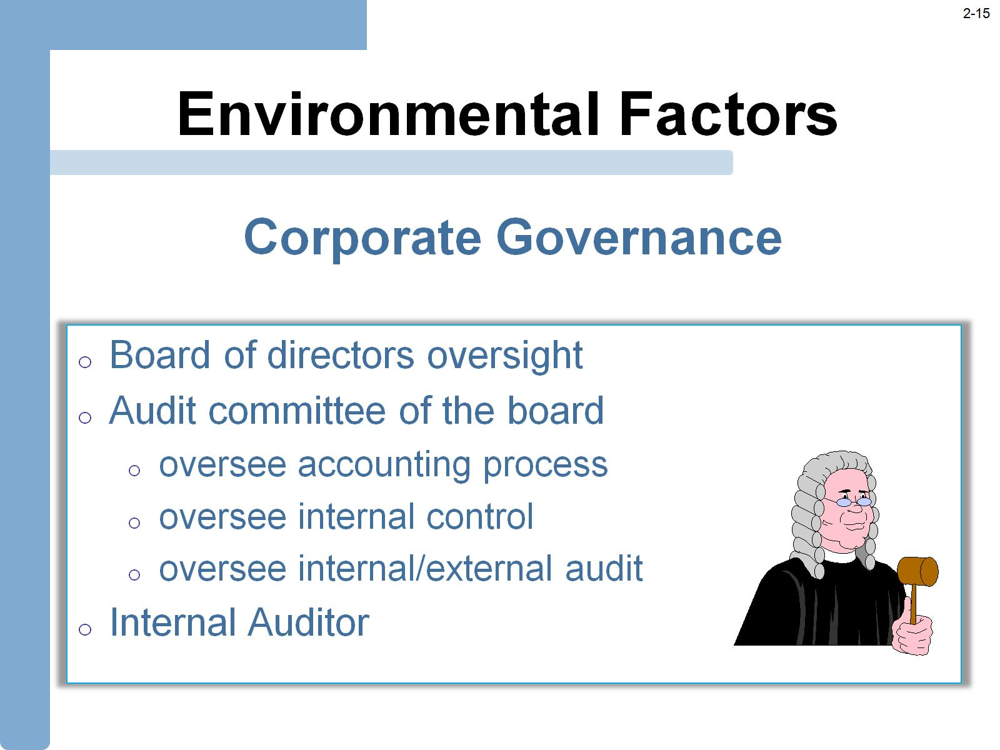 2-15
Environmental Factors
Corporate Governance
Board of directors oversight
Audit committee of the board
oversee accounting process
oversee internal control
oversee internal/external audit
Internal Auditor